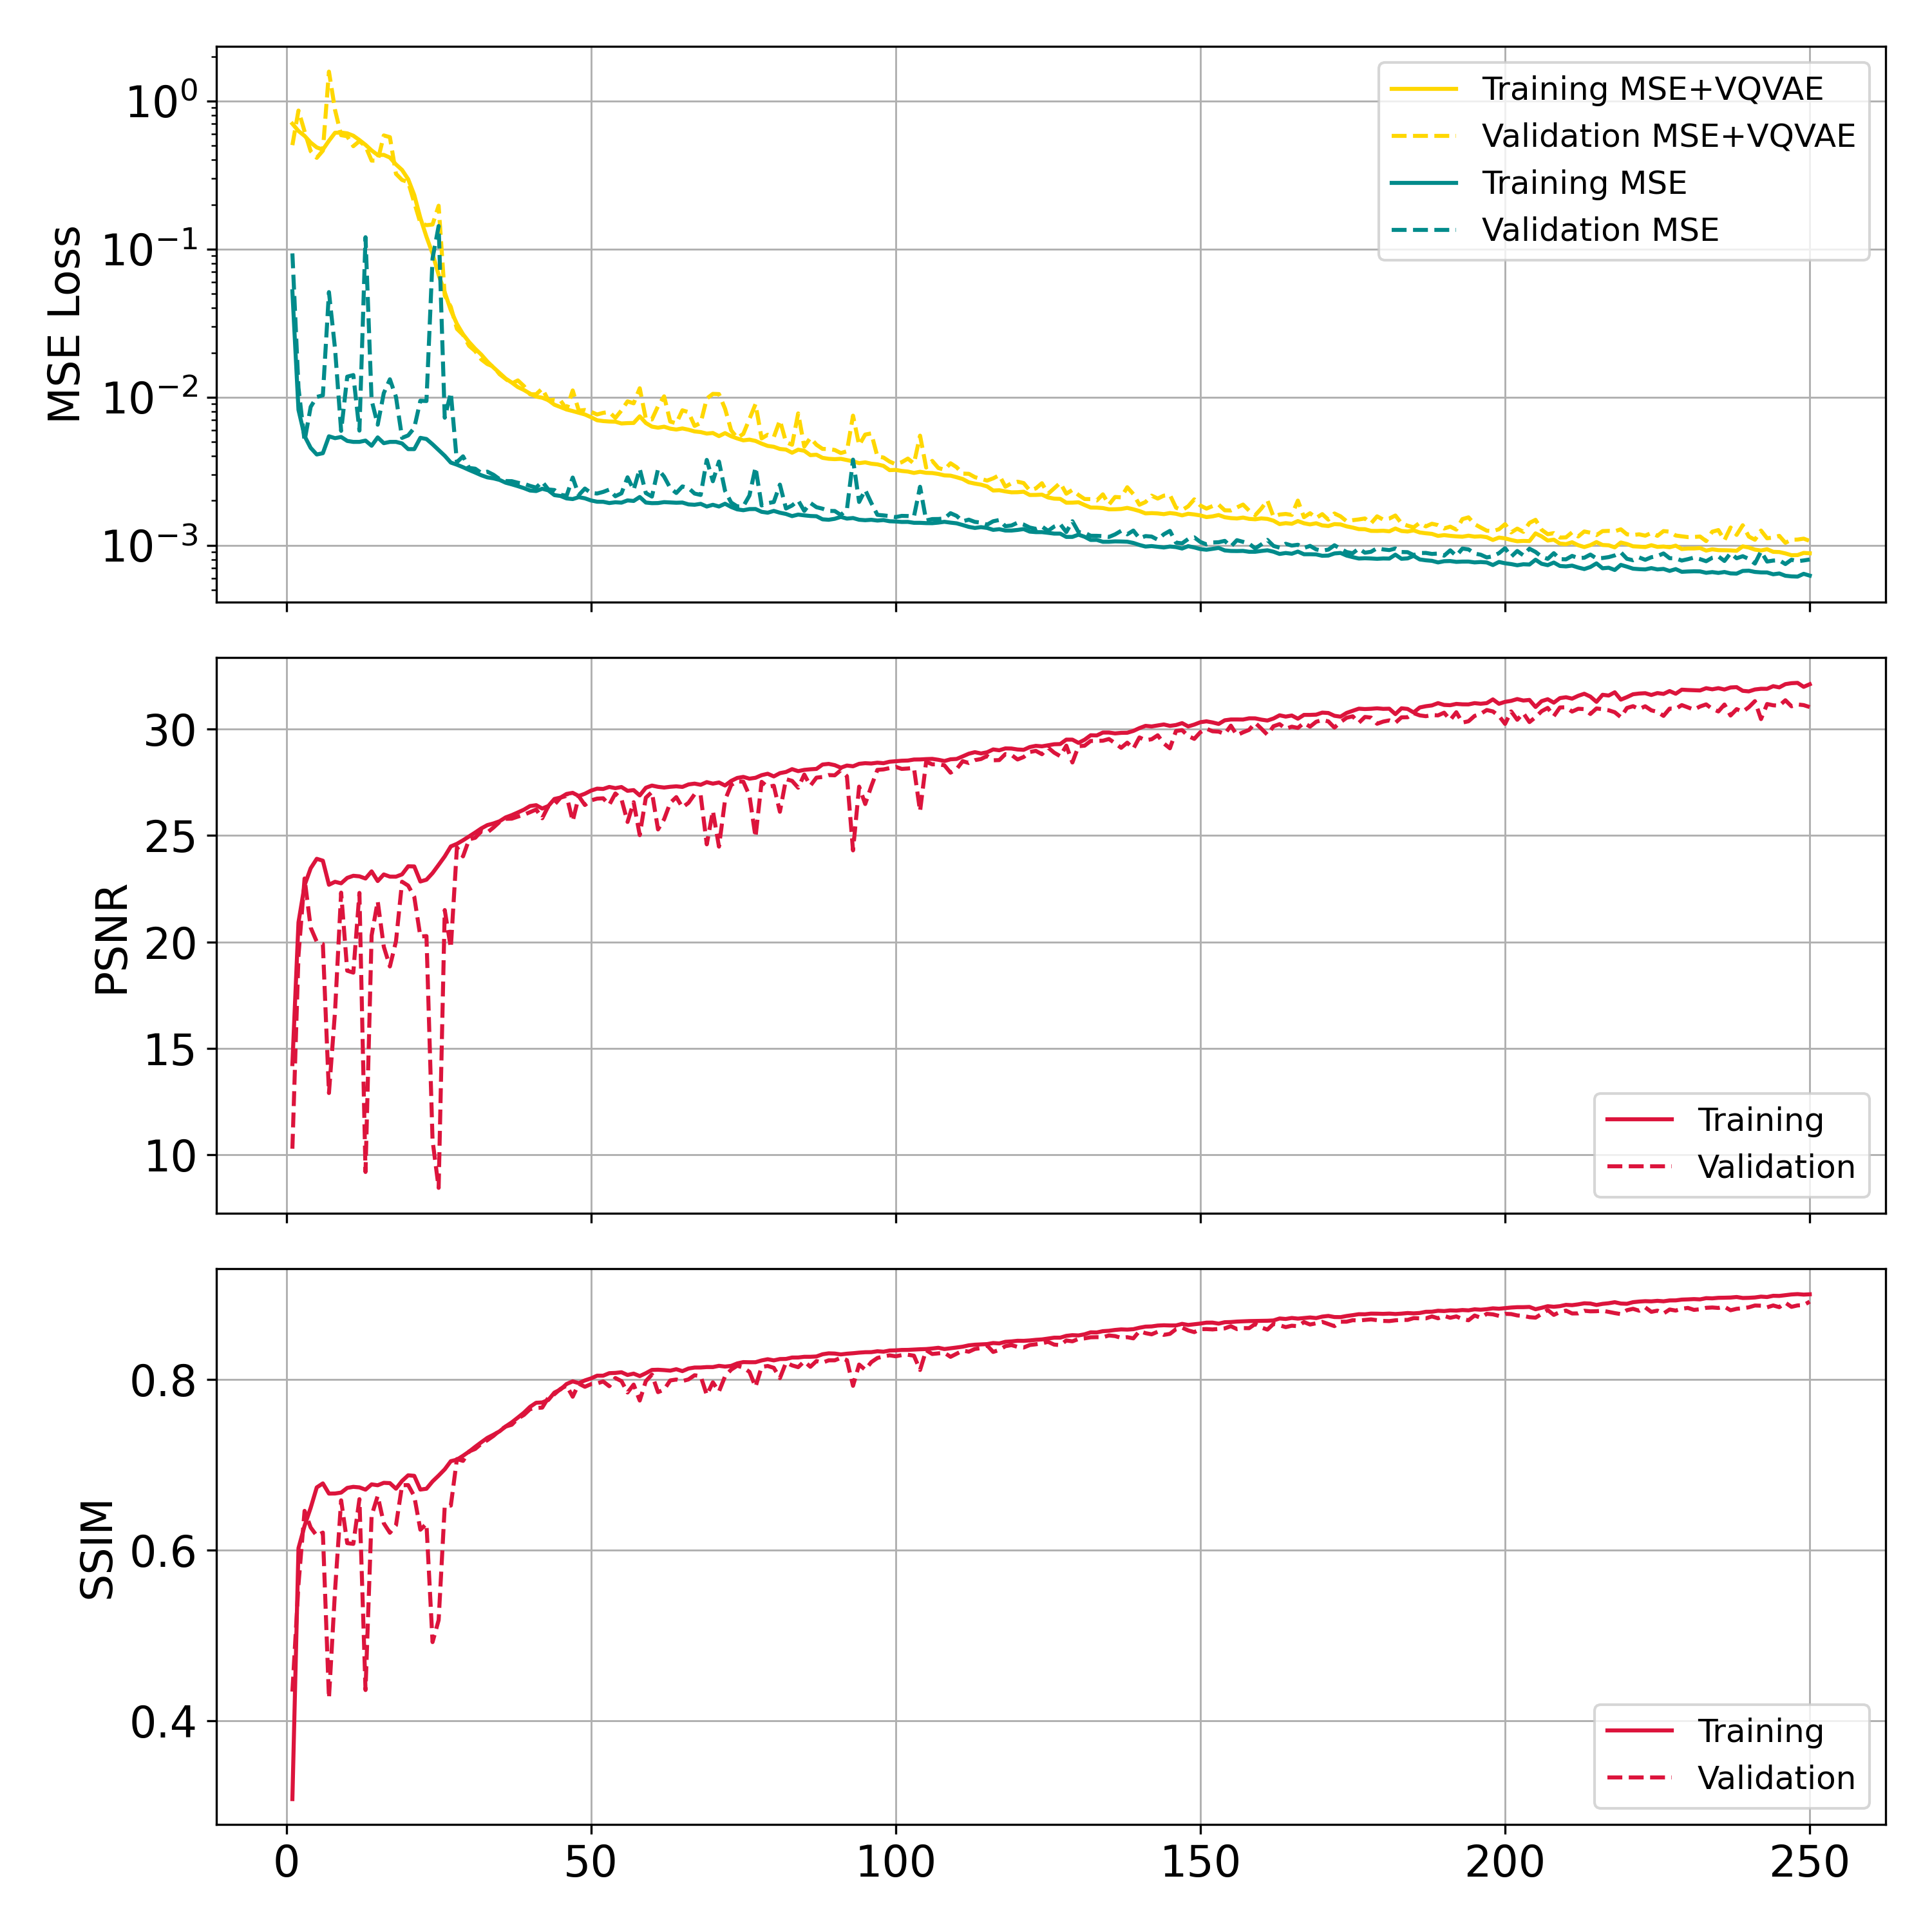 MSE Loss
10⁰
10⁻¹
10⁻²
10⁻³
Training MSE+VQVAE
Validation MSE+VQVAE
Training MSE
Validation MSE
PSNR
30
25
20
15
10
Training
Validation
SSIM
0.8
0.6
0.4
Training
Validation
0 50 100 150 200 250